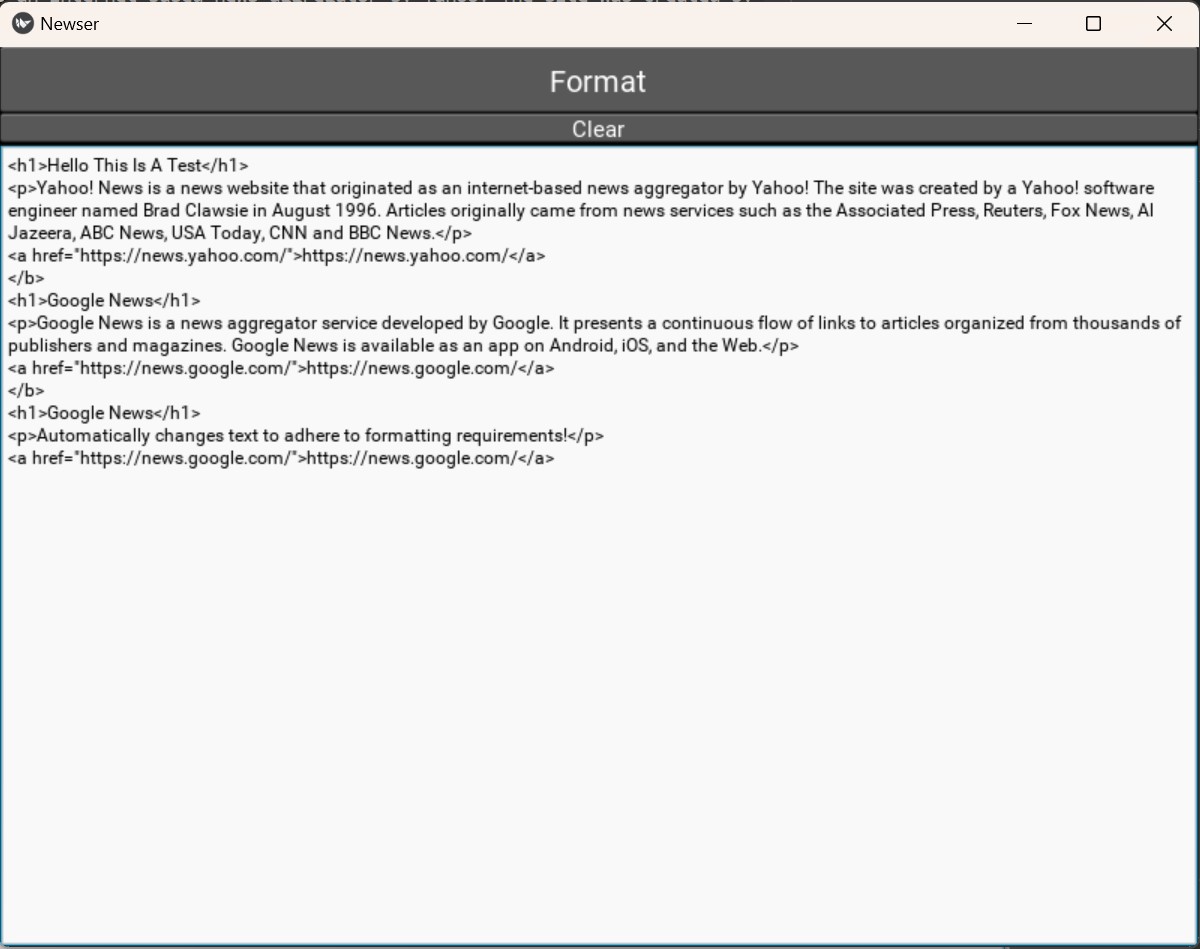 Newser
Format
Clear
<h1>Hello This Is A Test</h1>
<p>Yahoo! News is a news website that originated as an internet-based news aggregator by Yahoo! The site was created by a Yahoo! software
engineer named Brad Clawsie in August 1996. Articles originally came from news services such as the Associated Press, Reuters, Fox News, Al
Jazeera, ABC News, USA Today, CNN and BBC News.</p>
<a href="https://news.yahoo.com/">https://news.yahoo.com/</a>
</b>
<h1>Google News</h1>
<p>Google News is a news aggregator service developed by Google. It presents a continuous flow of links to articles organized from thousands of
publishers and magazines. Google News is available as an app on Android, iOS, and the Web.</p>
<a href="https://news.google.com/">https://news.google.com/</a>
</b>
<h1>Google News</h1>
<p>Automatically changes text to adhere to formatting requirements!</p>
<a href="https://news.google.com/">https://news.google.com/</a>